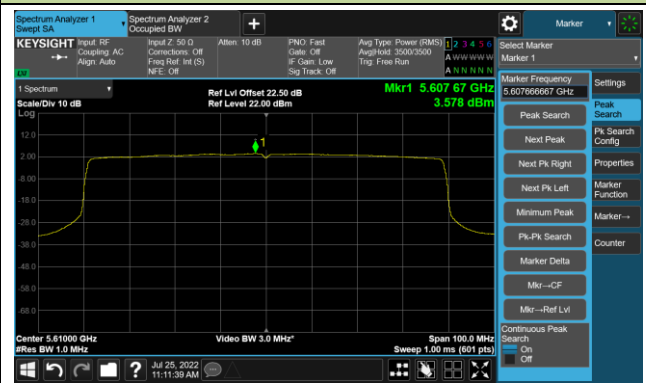 Spectrum Analyzer 1
Swept SA
Spectrum Analyzer 2
Occupied BW
+
Marker
KEYSIGHT
Input: RF
Coupling: AC
Align: Auto
Input Z: 50 Ω
Corrections: Off
Freq Ref: Int (S)
NFE: Off
Atten: 10 dB
PNO: Fast
Gate: Off
IF Gain: Low
Sig Track: Off
Avg Type: Power (RMS)
Avg|Hold: 3500/3500
Trig: Free Run
1 2 3 4 5 6
A W W W W W
A N N N N N
Select Marker
Marker 1
1 Spectrum
Scale/Div 10 dB
Log
Ref Lvl Offset 22.50 dB
Ref Level 22.00 dBm
Mkr1 5.607 67 GHz
3.578 dBm
12.0
2.00
-8.00
-18.0
-28.0
-38.0
-48.0
-58.0
-68.0
1
Center 5.61000 GHz
#Res BW 1.0 MHz
Video BW 3.0 MHz*
Span 100.0 MHz
Sweep 1.00 ms (601 pts)
Marker Frequency
5.607666667 GHz
Peak Search
Next Peak
Next Pk Right
Next Pk Left
Minimum Peak
Pk-Pk Search
Marker Delta
Mkr→CF
Mkr→Ref Lvl
Continuous Peak
Search
On
Off
Settings
Peak
Search
Pk Search
Config
Properties
Marker
Function
Marker→
Counter
?
Jul 25, 2022
11:11:39 AM